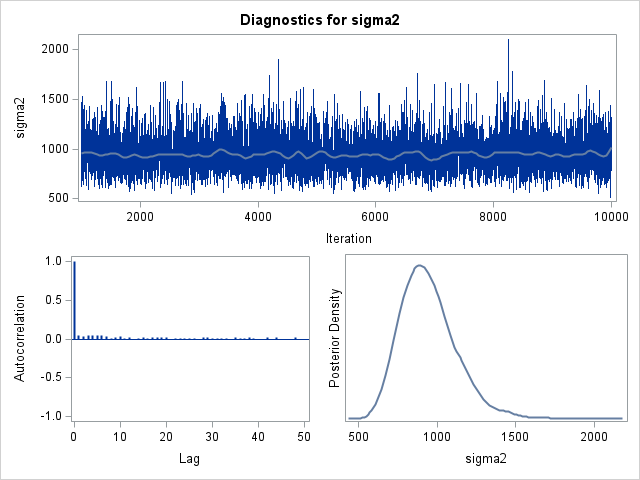 Diagnostics for sigma2
sigma2
2000
1500
1000
500
2000 4000 6000 8000 10000
Iteration
Autocorrelation
1.0
0.5
0.0
-0.5
-1.0
0 10 20 30 40 50
Lag
Posterior Density
500 1000 1500 2000
sigma2